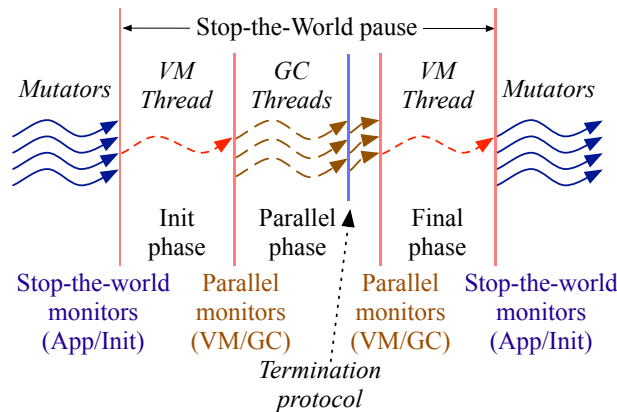 Stop-the-World pause
Mutators
VM
Thread
GC
Threads
VM
Thread
Mutators
Init
phase
Parallel
phase
Final
phase
Stop-the-world
monitors
(App/Init)
Parallel
monitors
(VM/GC)
Parallel
monitors
(VM/GC)
Stop-the-world
monitors
(App/Init)
Termination
protocol